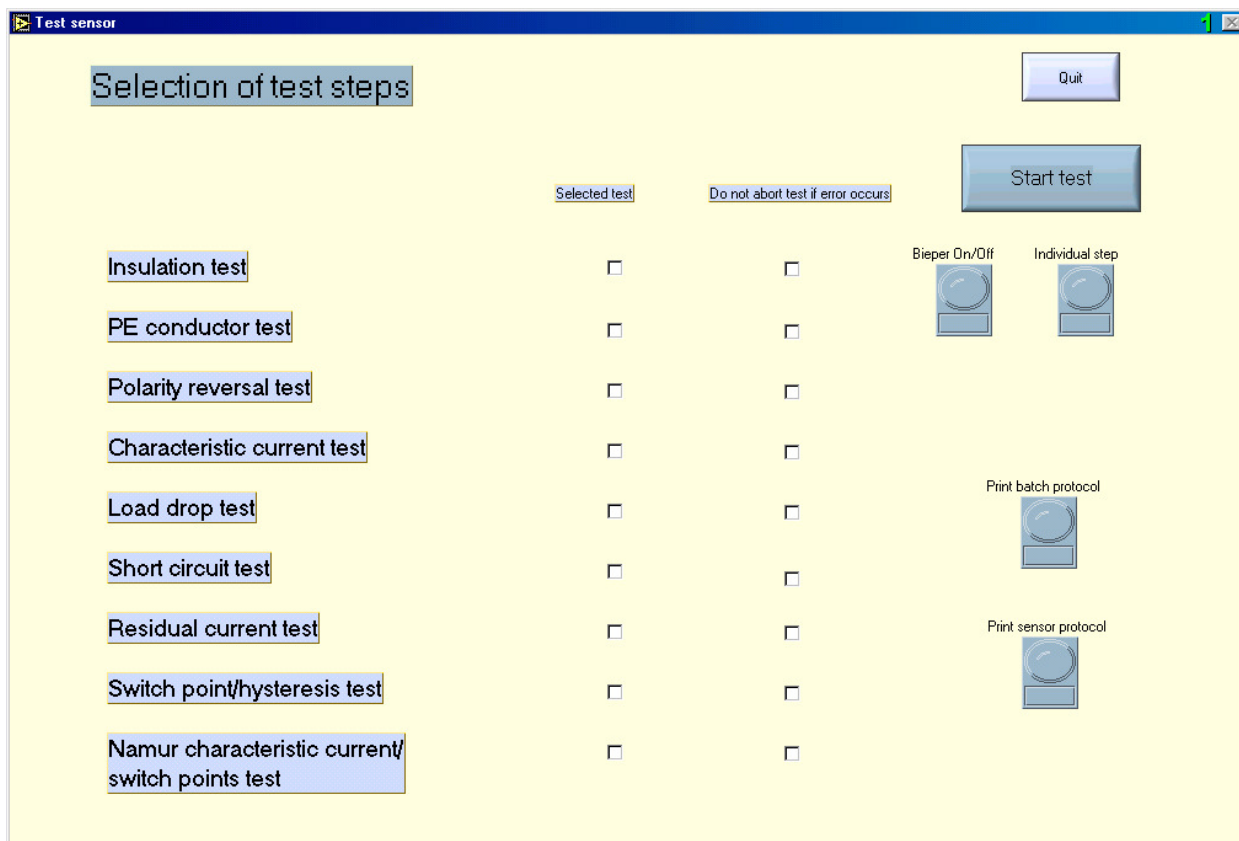 Test sensor
1
Selection of test steps
Quit
Start test
Selected test
Do not abort test if error occurs
Bieper On/Off
Individual step
Insulation test
PE conductor test
Polarity reversal test
Characteristic current test
Load drop test
Print batch protocol
Short circuit test
Residual current test
Print sensor protocol
Switch point/hysteresis test
Namur characteristic current/
switch points test